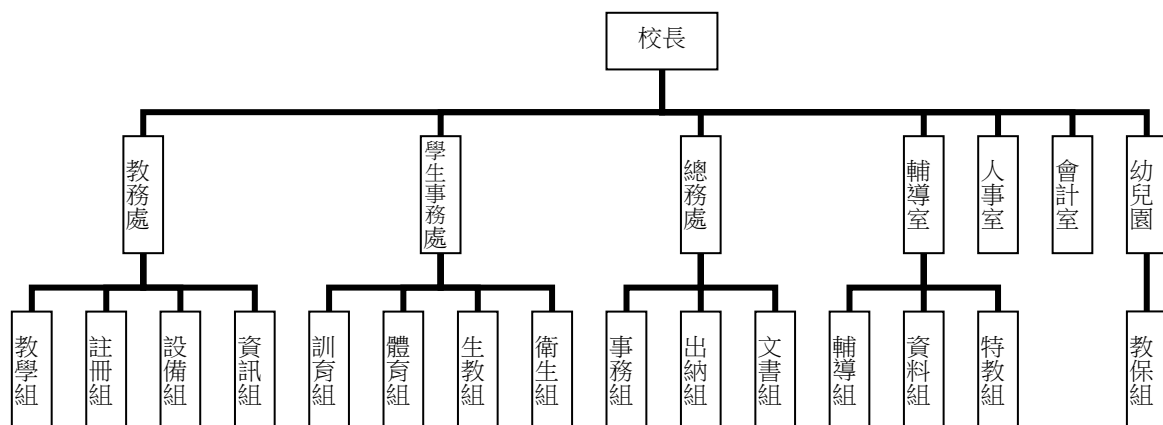 校長
教務處
學生事務處
總務處
輔導室
人事室
會計室
幼兒園
教學組
註冊組
設備組
資訊組
訓育組
體育組
生教組
衛生組
事務組
出納組
文書組
輔導組
資料組
特教組
教保組